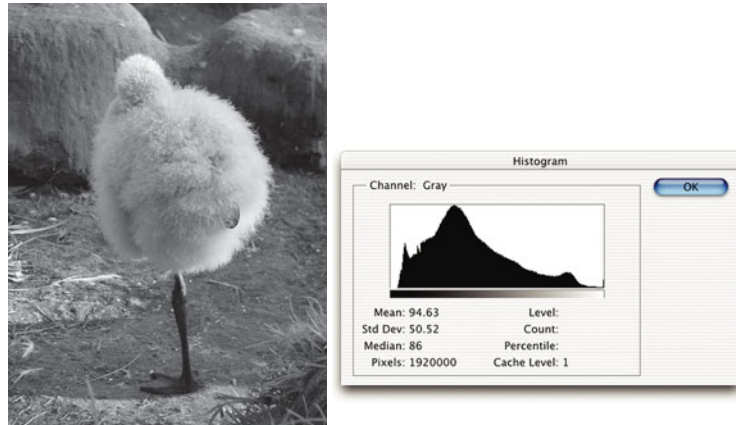 Histogram
Channel: Gray
OK
Mean: 94.63
Level:
Std Dev: 50.52
Count:
Median: 86
Percentile:
Pixels: 1920000
Cache Level: 1